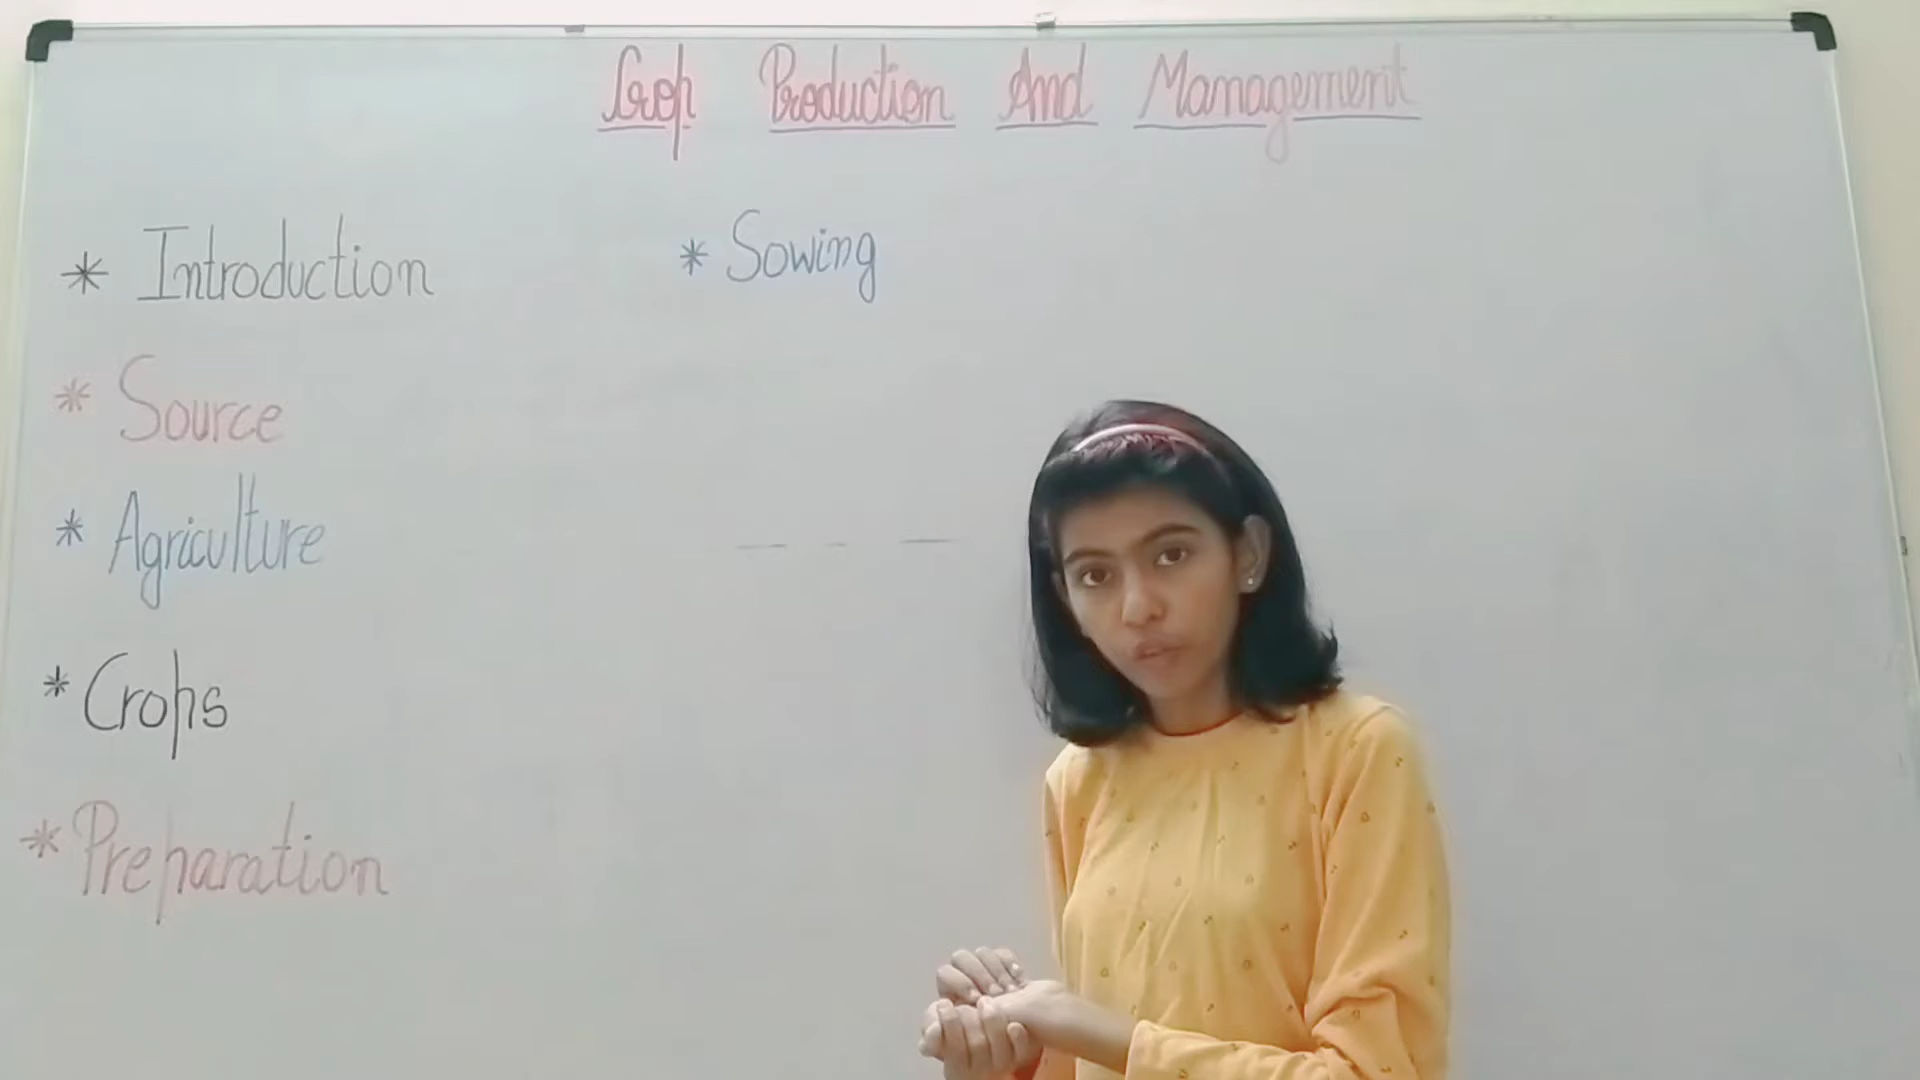 Crop Production And Management
* Introduction
* Source
* Agriculture
* Crops
* Preparation
* Sowing